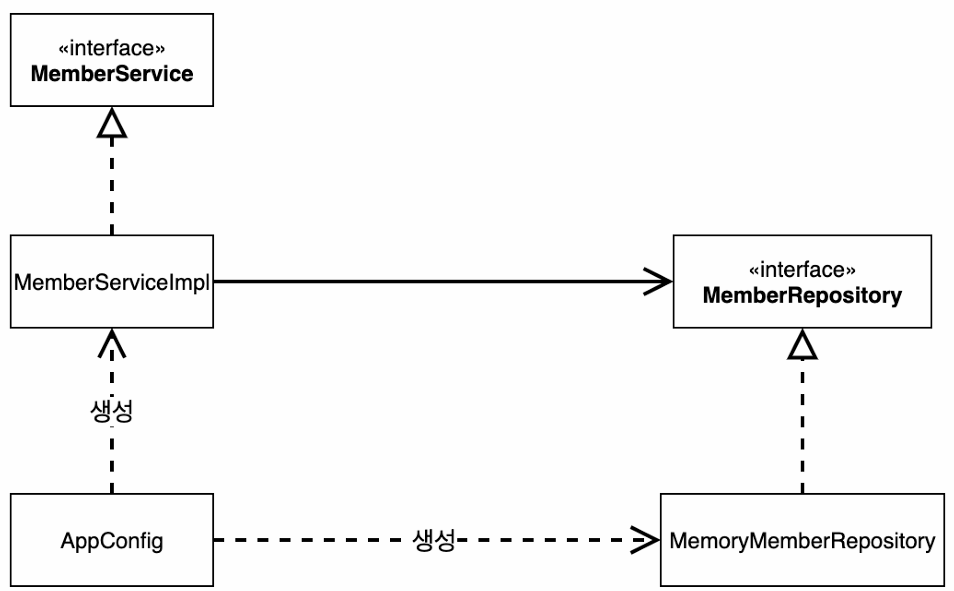 «interface»
MemberService
MemberServiceImpl
«interface»
MemberRepository
생성
AppConfig
생성
MemoryMemberRepository